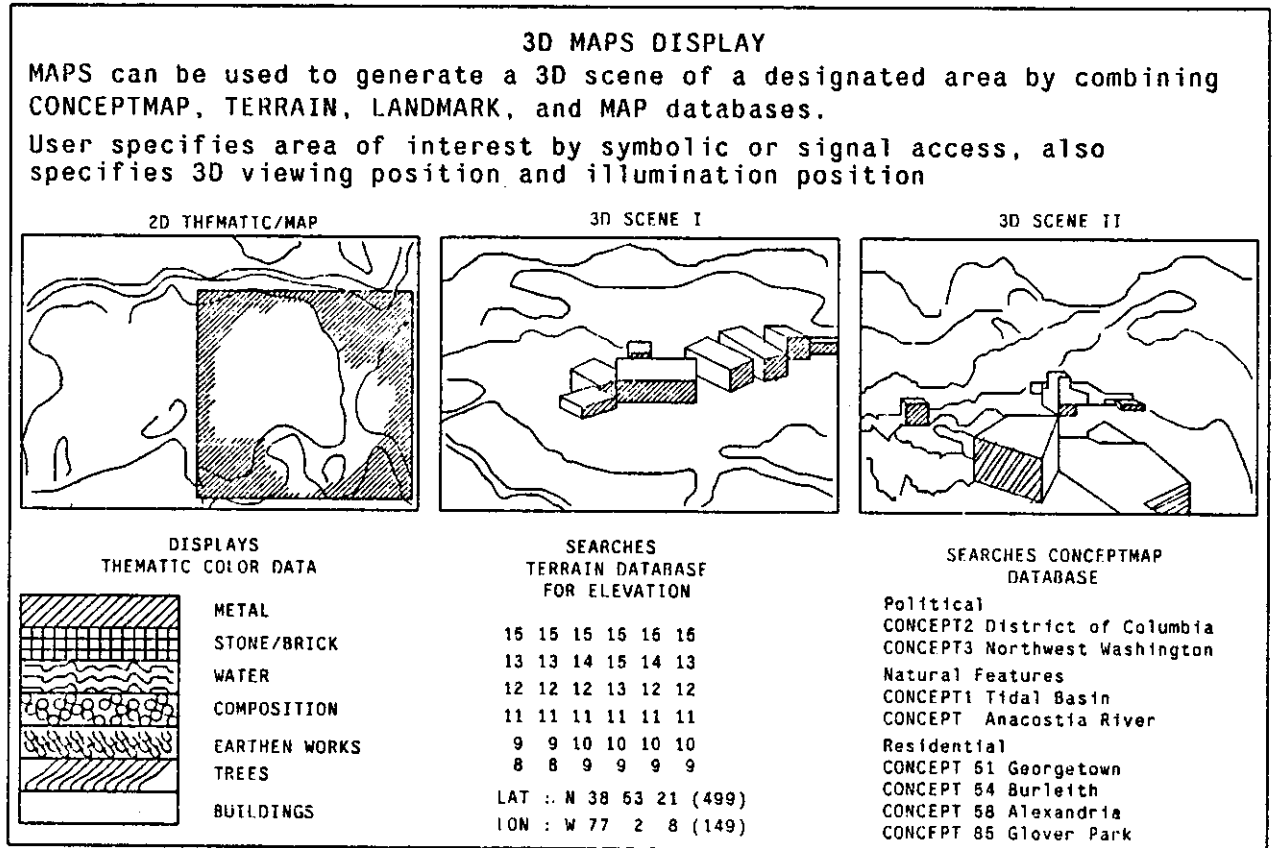 3D MAPS DISPLAY
MAPS can be used to generate a 3D scene of a designated area by combining
CONCEPTMAP, TERRAIN, LANDMARK, and MAP databases.
User specifies area of interest by symbolic or signal access, also
specifies 3D viewing position and illumination position
2D THEMATIC/MAP
3D SCENE I
3D SCENE II
DISPLAYS
THEMATIC COLOR DATA
METAL
STONE/BRICK
WATER
COMPOSITION
EARTHEN WORKS
TREES
BUILDINGS
SEARCHES
TERRAIN DATABASE
FOR ELEVATION
15 15 15 15 16 16
13 13 14 15 14 13
12 12 12 13 12 12
11 11 11 11 11 11
9 9 10 10 10 10
8 8 9 9 9 9
LAT : N 38 53 21 (499)
LON : W 77 2 8 (149)
SEARCHES CONCEPTMAP
DATABASE
Political
CONCEPT2 District of Columbia
CONCEPT3 Northwest Washington
Natural Features
CONCEPT1 Tidal Basin
CONCEPT Anacostia River
Residential
CONCEPT 51 Georgetown
CONCEPT 54 Burleith
CONCEPT 58 Alexandria
CONCEPT 85 Glover Park